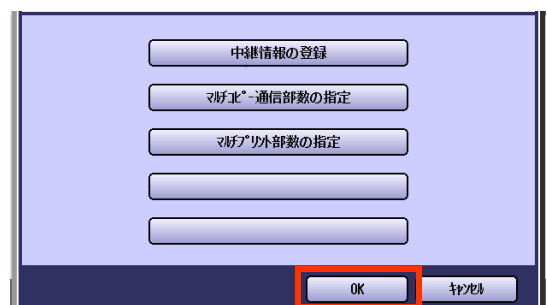 中継情報の登録
ﾏﾙﾁｺﾋﾟｰ通信部数の指定
ﾏﾙﾁﾌﾟﾘﾝﾄ部数の指定
OK
ｷｬﾝｾﾙ